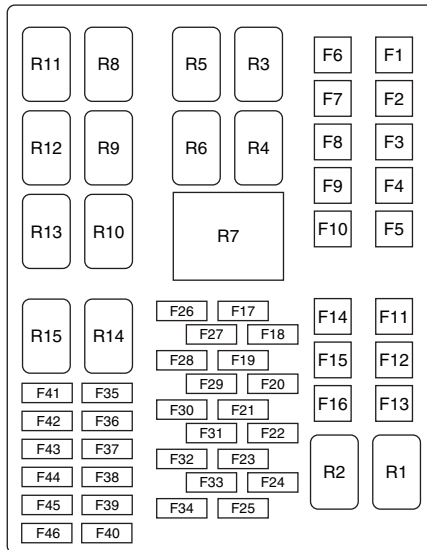 R11 R8 R5 R3 F6 F1
F7 F2
R12 R9 R6 R4 F8 F3
F9 F4
R13 R10 R7 F10 F5
F26 F17
R15 R14 F27 F18 F14 F11
F28 F19 F15 F12
F29 F20
F41 F35
F30 F21 F16 F13
F42 F36
F31 F22
F43 F37
F32 F23
F44 F38 R2 R1
F33 F24
F45 F39
F34 F25
F46 F40